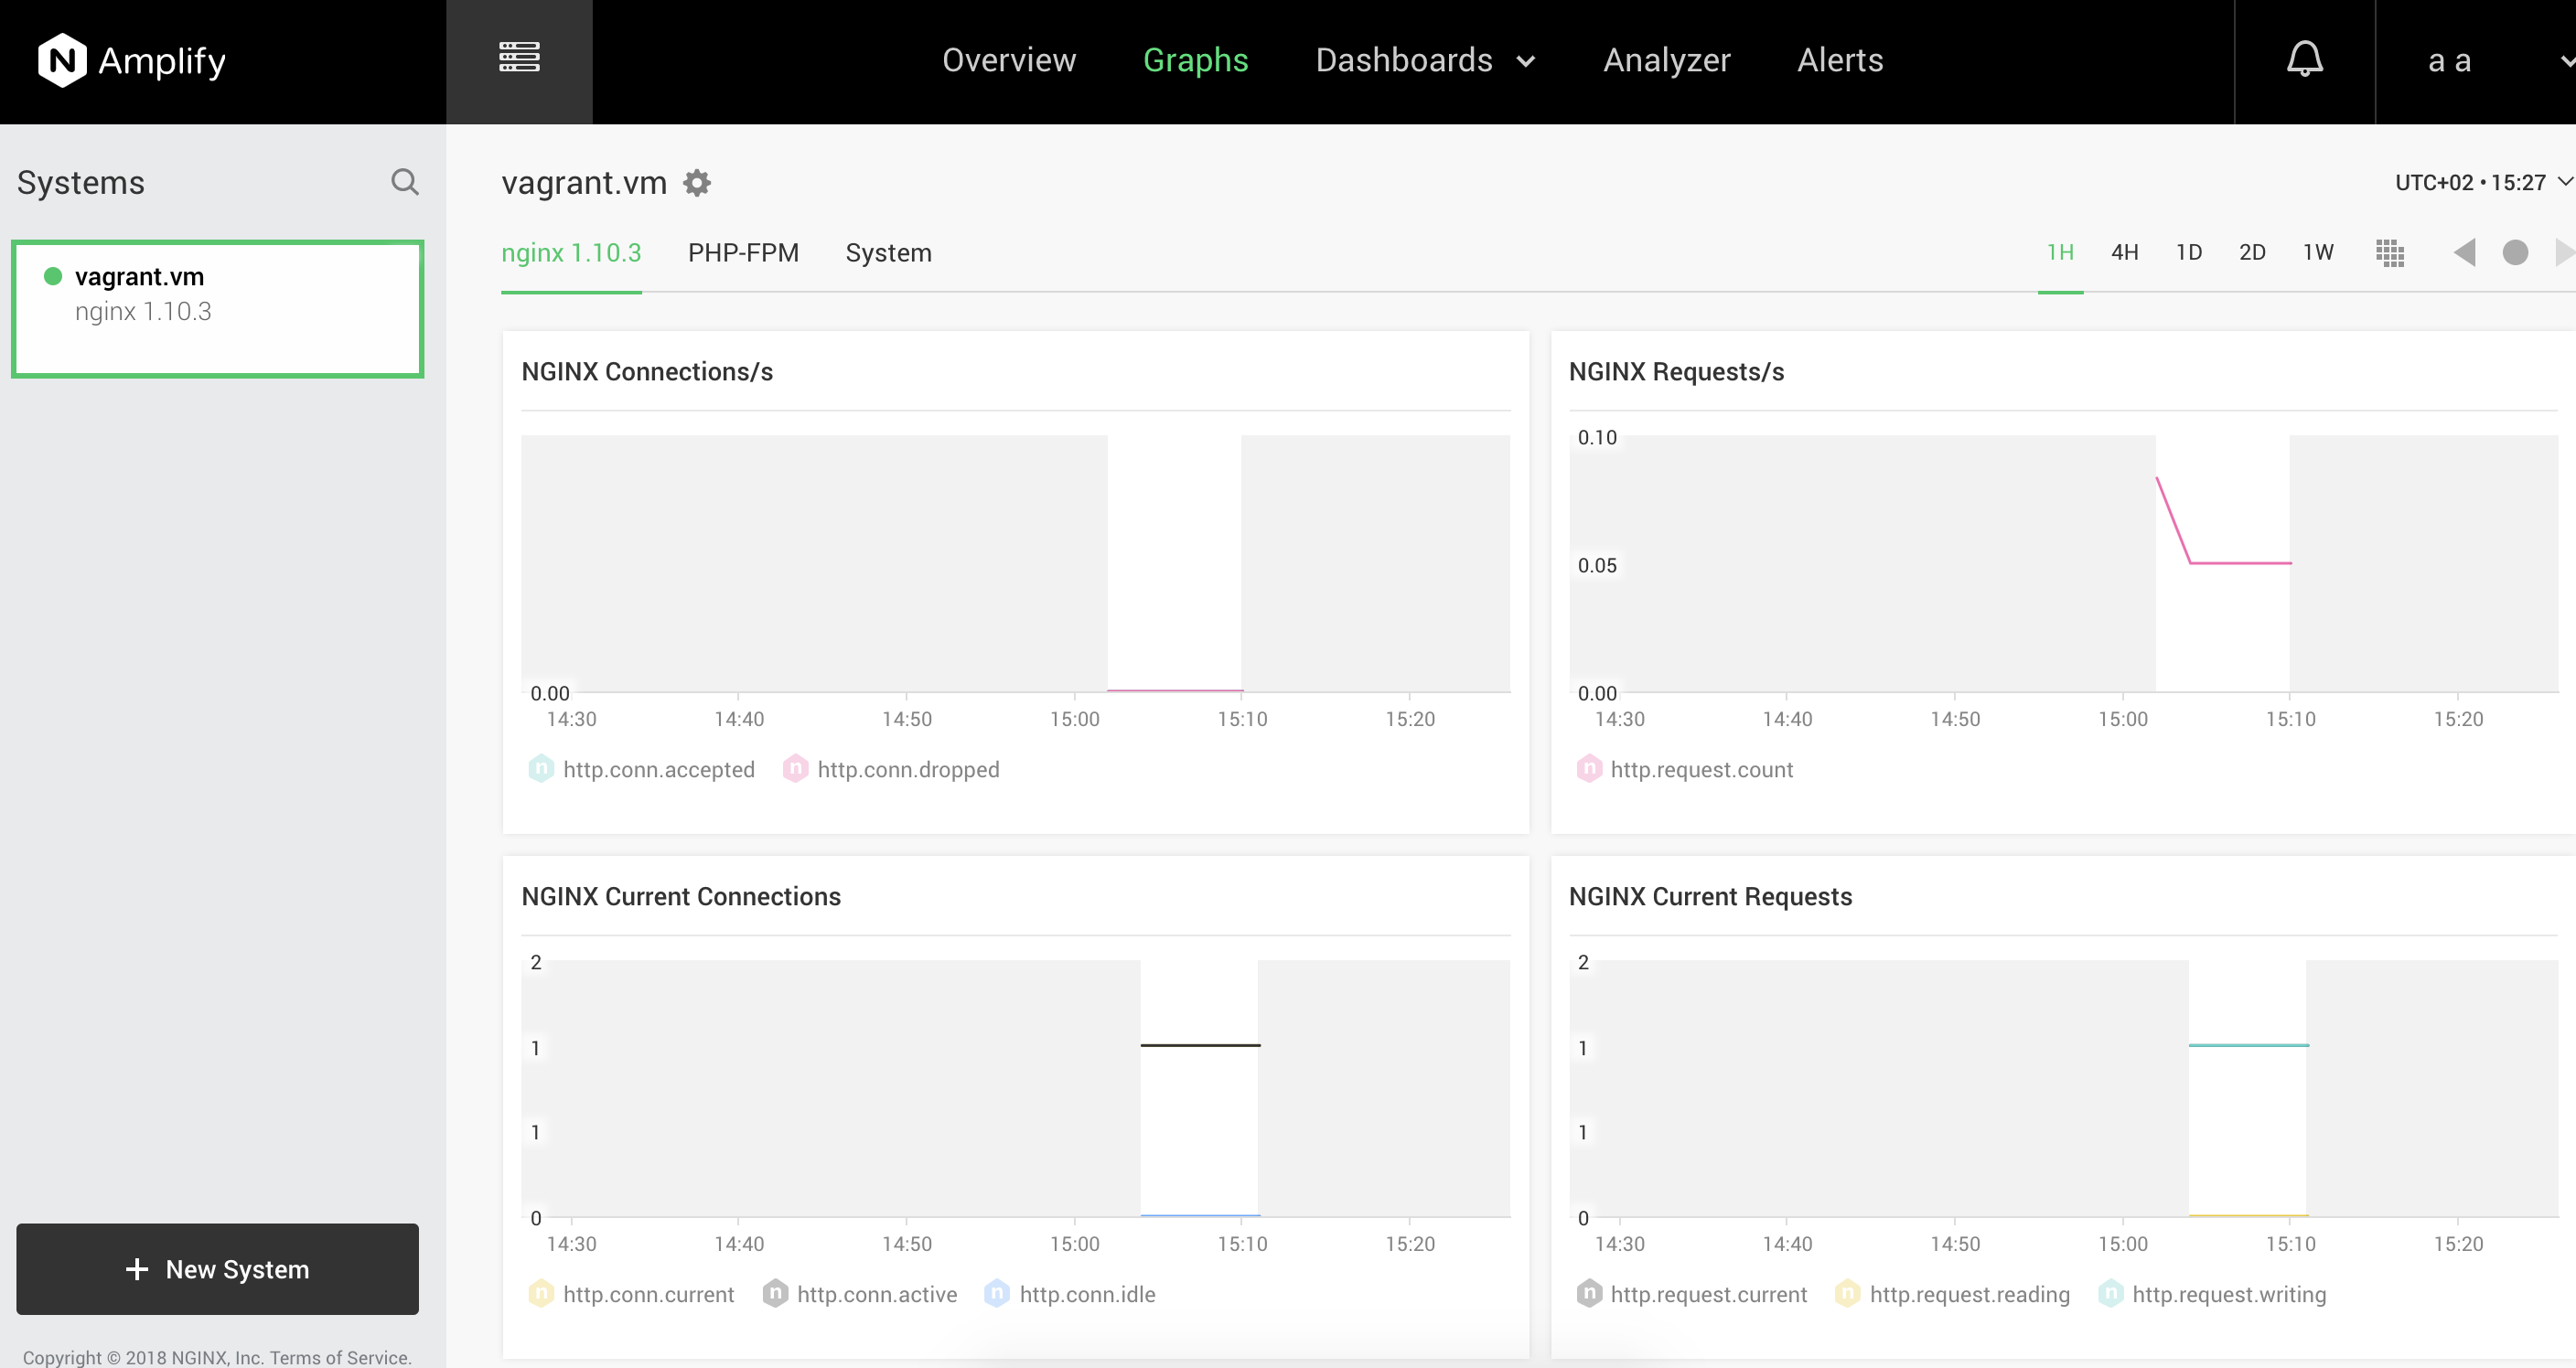 N Amplify
Overview Graphs Dashboards Analyzer Alerts a a
Systems
vagrant.vm
nginx 1.10.3
+ New System
Copyright © 2018 NGINX, Inc. Terms of Service.
vagrant.vm
UTC+02 • 15:27
nginx 1.10.3 PHP-FPM System
1H 4H 1D 2D 1W
NGINX Connections/s
0.00
14:30 14:40 14:50 15:00 15:10 15:20
n http.conn.accepted n http.conn.dropped
NGINX Requests/s
0.10
0.05
0.00
14:30 14:40 14:50 15:00 15:10 15:20
n http.request.count
NGINX Current Connections
2
1
1
0
14:30 14:40 14:50 15:00 15:10 15:20
n http.conn.current n http.conn.active n http.conn.idle
NGINX Current Requests
2
1
1
0
14:30 14:40 14:50 15:00 15:10 15:20
n http.request.current n http.request.reading n http.request.writing